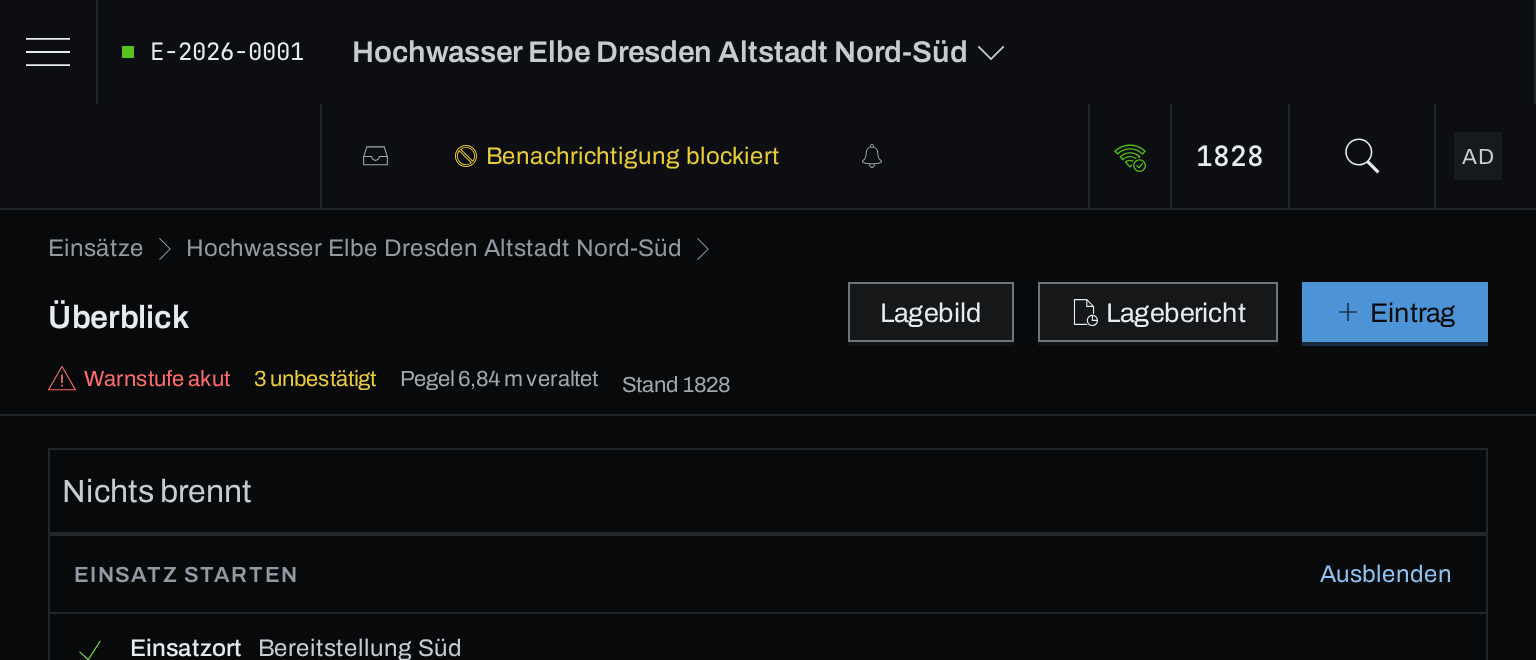 E-2026-0001 Hochwasser Elbe Dresden Altstadt Nord-Süd
Benachrichtigung blockiert 1828 AD
Einsätze Hochwasser Elbe Dresden Altstadt Nord-Süd
Überblick Lagebild Lagebericht + Eintrag
Warnstufe akut 3 unbestätigt Pegel 6,84 m veraltet Stand 1828
Nichts brennt
EINSATZ STARTEN Ausblenden
Einsatzort Bereitstellung Süd